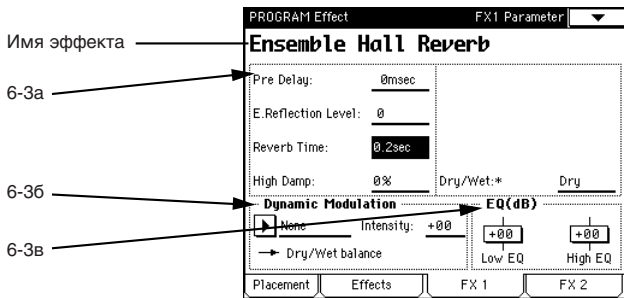 PROGRAM Effect FX1 Parameter
Имя эффекта
Ensemble Hall Reverb
6-3а
Pre Delay: 0msec
E.Reflection Level: 0
Reverb Time: 0.2sec
High Damp: 0% Dry/Wet:* Dry
6-3б
Dynamic Modulation EQ(dB)
None Intensity: +00 +00 +00
6-3в
Dry/Wet balance Low EQ High EQ
Placement Effects FX 1 FX 2